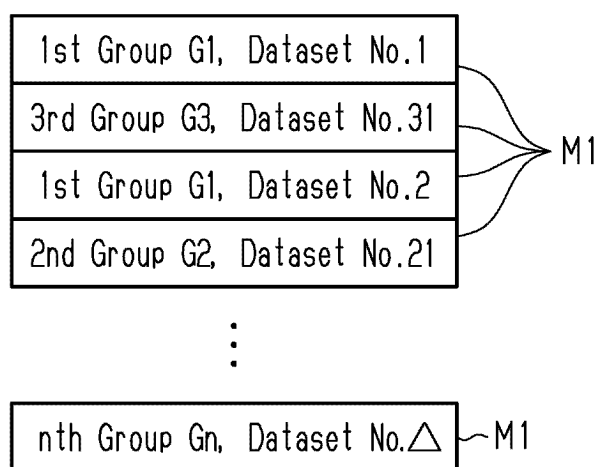 1st Group G1, Dataset No.1
3rd Group G3, Dataset No.31
M1
1st Group G1, Dataset No.2
2nd Group G2, Dataset No.21
nth Group Gn, Dataset No.△
M1